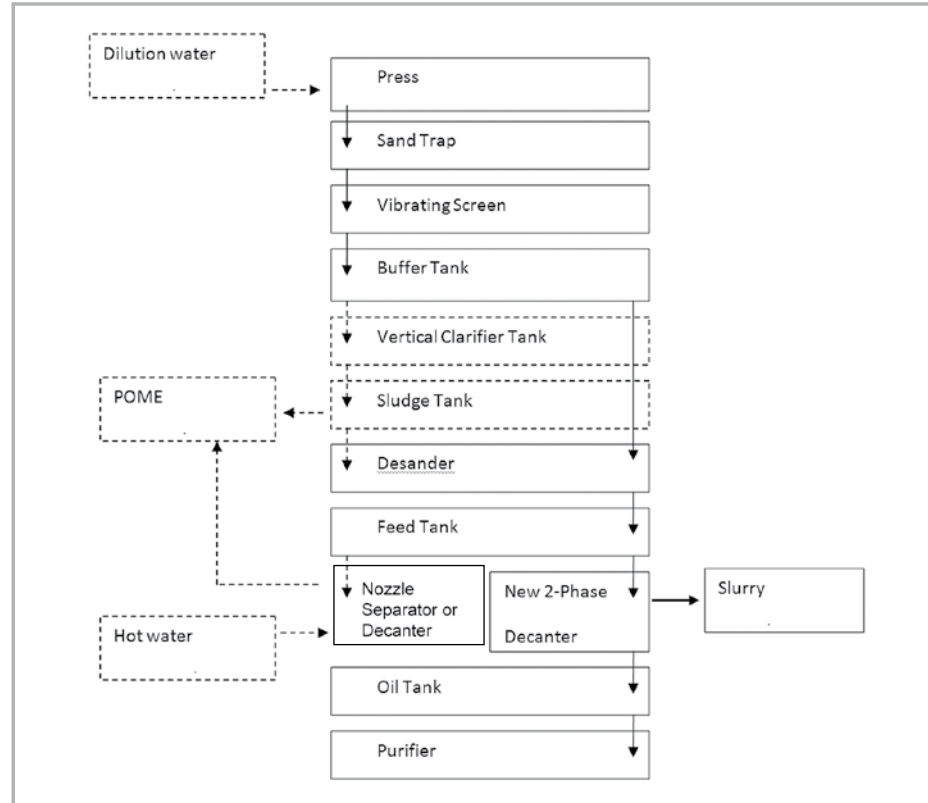 Dilution water
Press
Sand Trap
Vibrating Screen
Buffer Tank
Vertical Clarifier Tank
POME
Sludge Tank
Desander
Feed Tank
Nozzle
Separator or
Decanter
New 2-Phase
Decanter
Slurry
Hot water
Oil Tank
Purifier